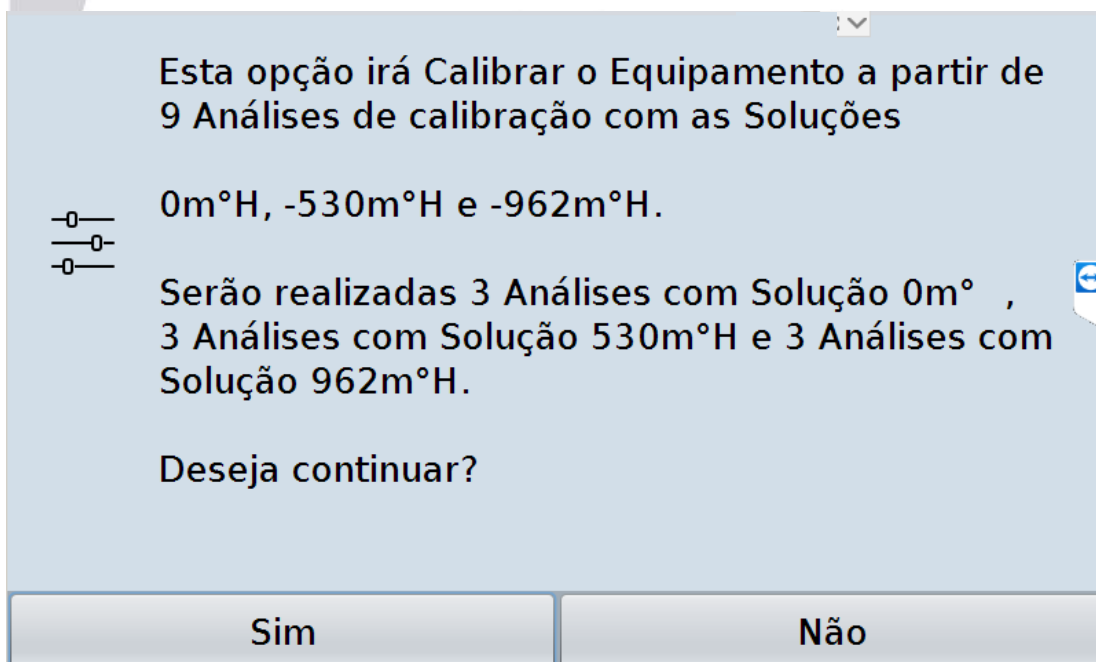 Esta opção irá Calibrar o Equipamento a partir de
9 Análises de calibração com as Soluções
0m°H, -530m°H e -962m°H.
Serão realizadas 3 Análises com Solução 0m° ,
3 Análises com Solução 530m°H e 3 Análises com
Solução 962m°H.
Deseja continuar?
Sim
Não